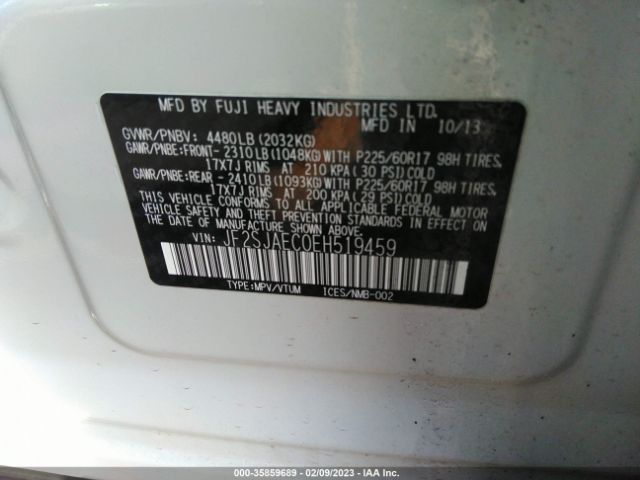 MFD BY FUJI HEAVY INDUSTRIES LTD.
MFD IN 10/13
GVWR/PNBV: 4480LB (2032KG)
GAWR/PNBE:FRONT- 2310LB (1048KG) WITH P225/60R17 98H TIRES,
17X7J RIMS AT 210 KPA ( 30 PSI) COLD
GAWR/PNBE:REAR - 2410LB (1093KG) WITH P225/60R17 98H TIRES,
17X7J RIMS AT 200 KPA ( 29 PSI) COLD
THIS VEHICLE CONFORMS TO ALL APPLICABLE FEDERAL MOTOR
VEHICLE SAFETY AND BUMPER STANDARDS IN EFFECT ON
THE DATE OF MANUFACTURE SHOWN ABOVE.
VIN: JF2SJAEC0EH519459
TYPE:MPV/VTUM ICES/NMB-002
000-35859689 - 02/09/2023 - IAA Inc.